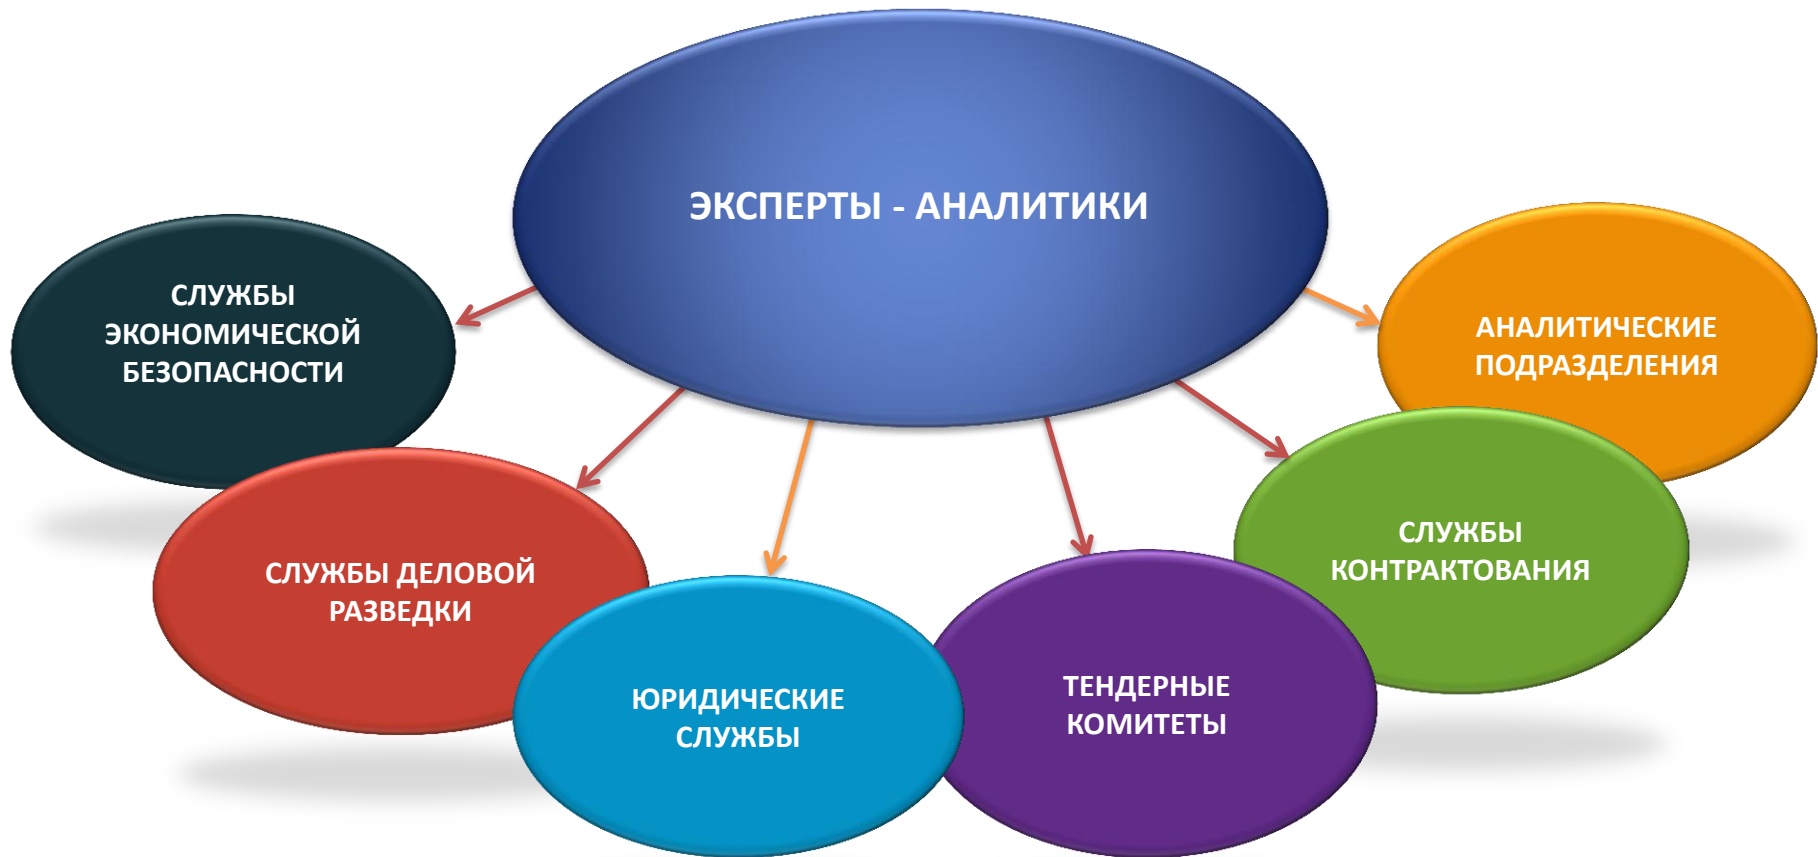 ЭКСПЕРТЫ - АНАЛИТИКИ
СЛУЖБЫ
ЭКОНОМИЧЕСКОЙ
БЕЗОПАСНОСТИ
СЛУЖБЫ ДЕЛОВОЙ
РАЗВЕДКИ
ЮРИДИЧЕСКИЕ
СЛУЖБЫ
ТЕНДЕРНЫЕ
КОМИТЕТЫ
СЛУЖБЫ
КОНТРАКТОВАНИЯ
АНАЛИТИЧЕСКИЕ
ПОДРАЗДЕЛЕНИЯ